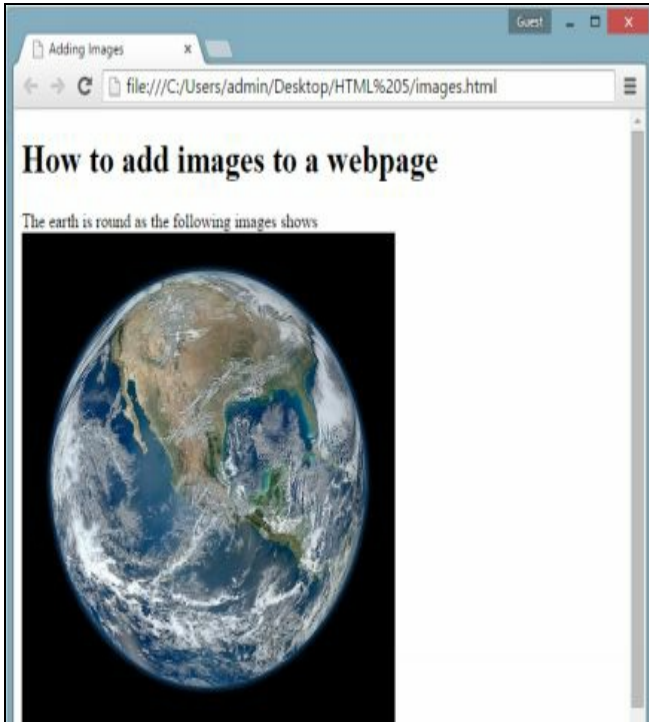 Guest
Adding Images
file:///C:/Users/admin/Desktop/HTML%205/images.html
How to add images to a webpage
The earth is round as the following images shows